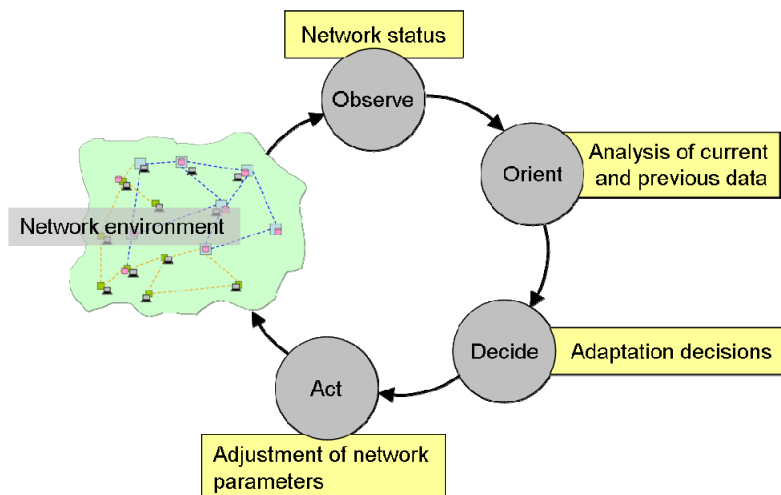 Network status
Observe
Orient
Analysis of current
and previous data
Network environment
Decide
Adaptation decisions
Act
Adjustment of network
parameters